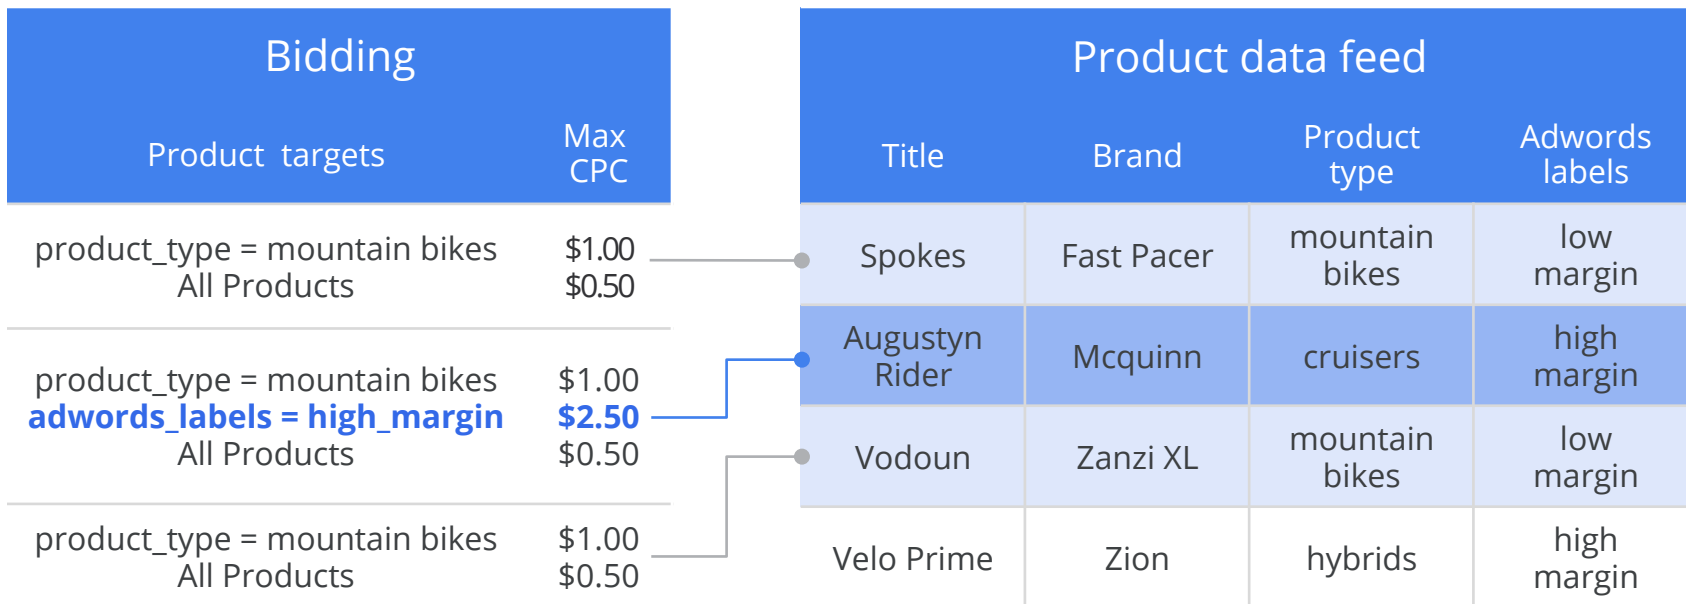 Bidding
Product targets
Max
CPC
product_type = mountain bikes $1.00
All Products $0.50
product_type = mountain bikes $1.00
adwords_labels = high_margin $2.50
All Products $0.50
product_type = mountain bikes $1.00
All Products $0.50
Product data feed
Title
Brand
Product
type
Adwords
labels
Spokes
Fast Pacer
mountain
bikes
low
margin
Augustyn
Rider
Mcquinn
cruisers
high
margin
Vodoun
Zanzi XL
mountain
bikes
low
margin
Velo Prime
Zion
hybrids
high
margin